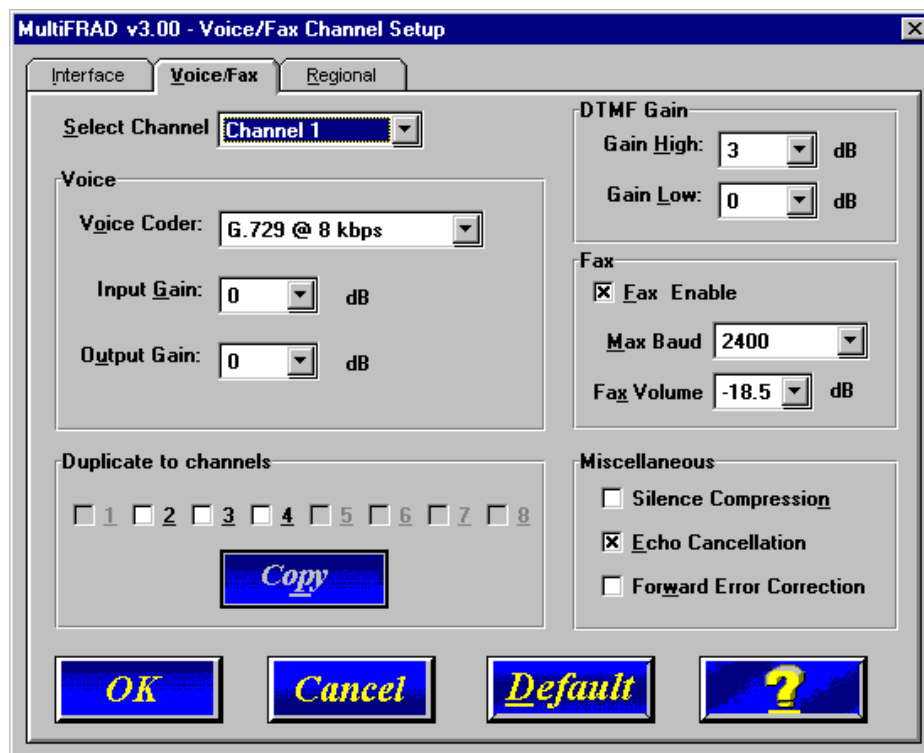 MultiFRAD v3.00 - Voice/Fax Channel Setup
Interface Voice/Fax Regional
Select Channel Channel 1
Voice
Voice Coder: G.729 @ 8 kbps
Input Gain: 0 dB
Output Gain: 0 dB
DTMF Gain
Gain High: 3 dB
Gain Low: 0 dB
Fax
Fax Enable
Max Baud 2400
Fax Volume -18.5 dB
Duplicate to channels
1 2 3 4 5 6 7 8
Copy
Miscellaneous
Silence Compression
Echo Cancellation
Forward Error Correction
OK Cancel Default ?